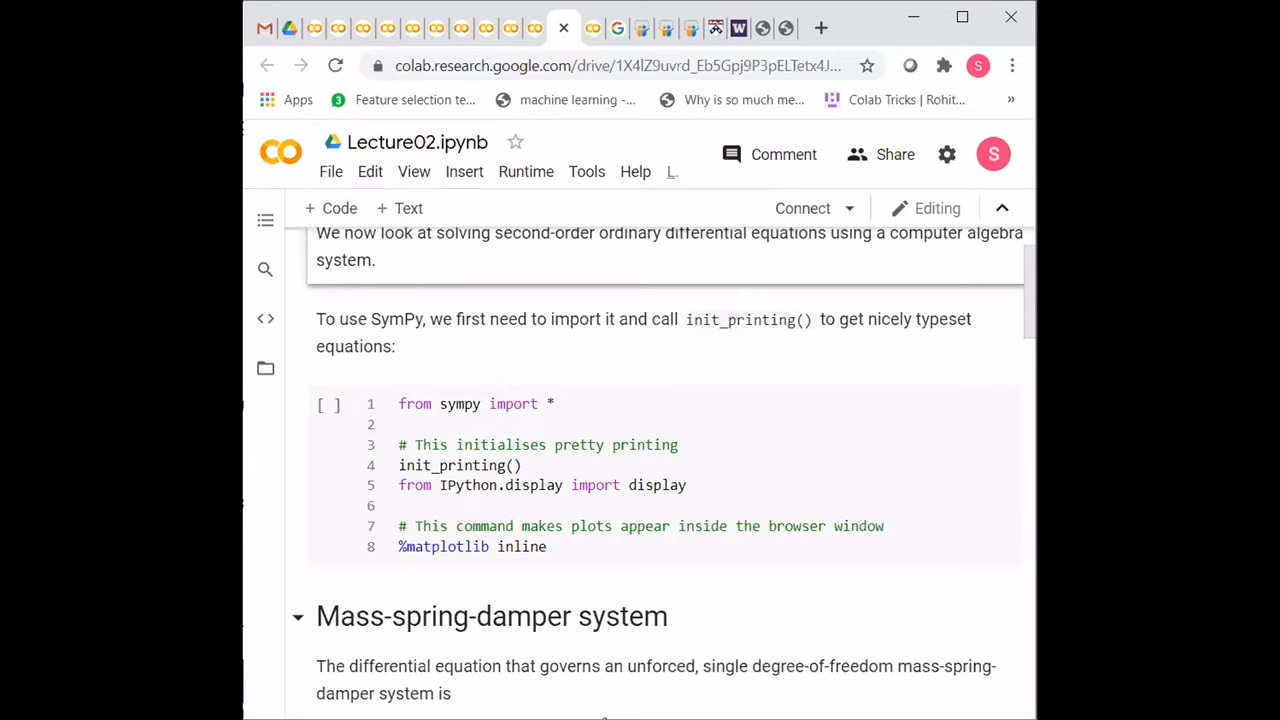 colab.research.google.com/drive/1X4lZ9uvrd_Eb5Gpj9P3pELTetx4J...
S
Apps
3
Feature selection te...
machine learning -...
Why is so much me...
Colab Tricks | Rohit...
»
Lecture02.ipynb
Comment
Share
S
File Edit View Insert Runtime Tools Help L.
+ Code + Text
Connect
Editing
We now look at solving second-order ordinary differential equations using a computer algebra
system.
To use SymPy, we first need to import it and call init_printing() to get nicely typeset
equations:
[ ] 1 from sympy import *
2
3 # This initialises pretty printing
4 init_printing()
5 from IPython.display import display
6
7 # This command makes plots appear inside the browser window
8 %matplotlib inline
Mass-spring-damper system
The differential equation that governs an unforced, single degree-of-freedom mass-spring-
damper system is